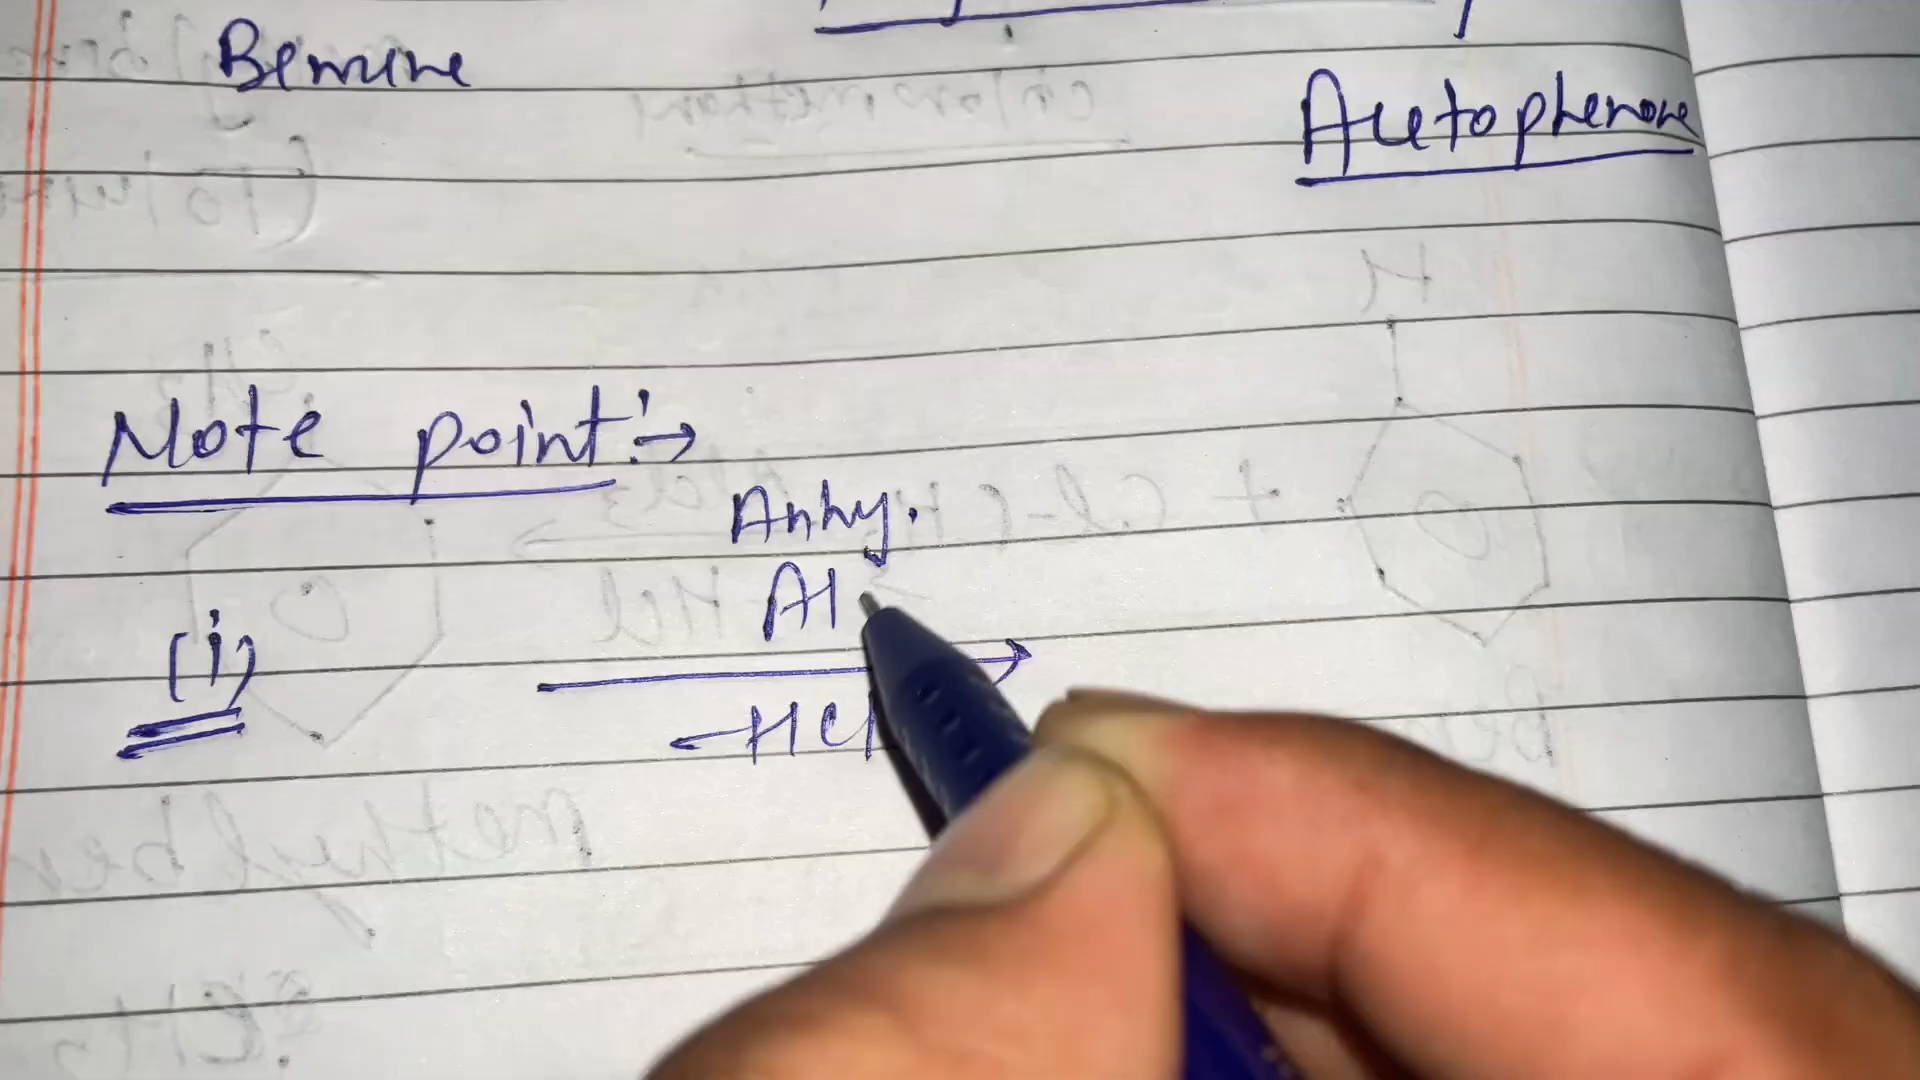 Benzene
Acetophenone
Note point:→
Anhy.
Al
(i)
←HCl